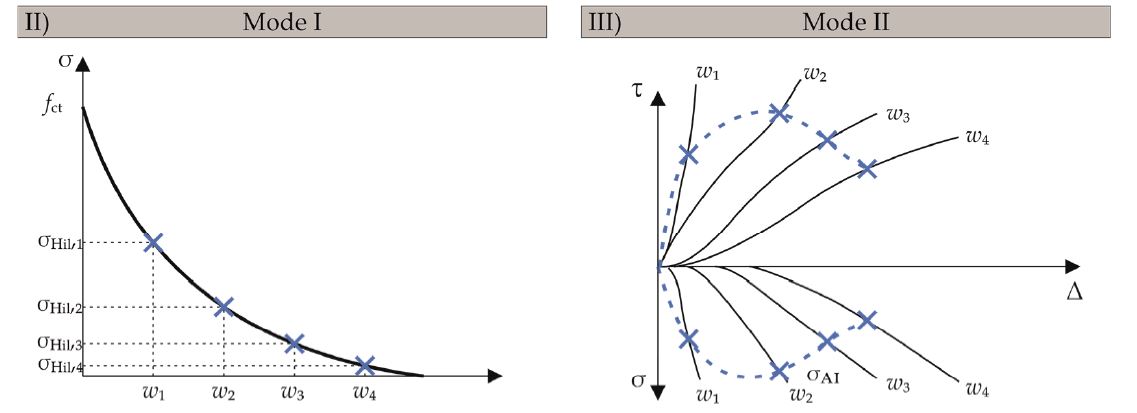 II) Mode I
III) Mode II
σ
f_ct
σ_Hil,1
σ_Hil,2
σ_Hil,3
σ_Hil,4
w_1 w_2 w_3 w_4
τ
w_1
w_2
w_3
w_4
Δ
σ
σ_AI
w_1
w_2
w_3
w_4